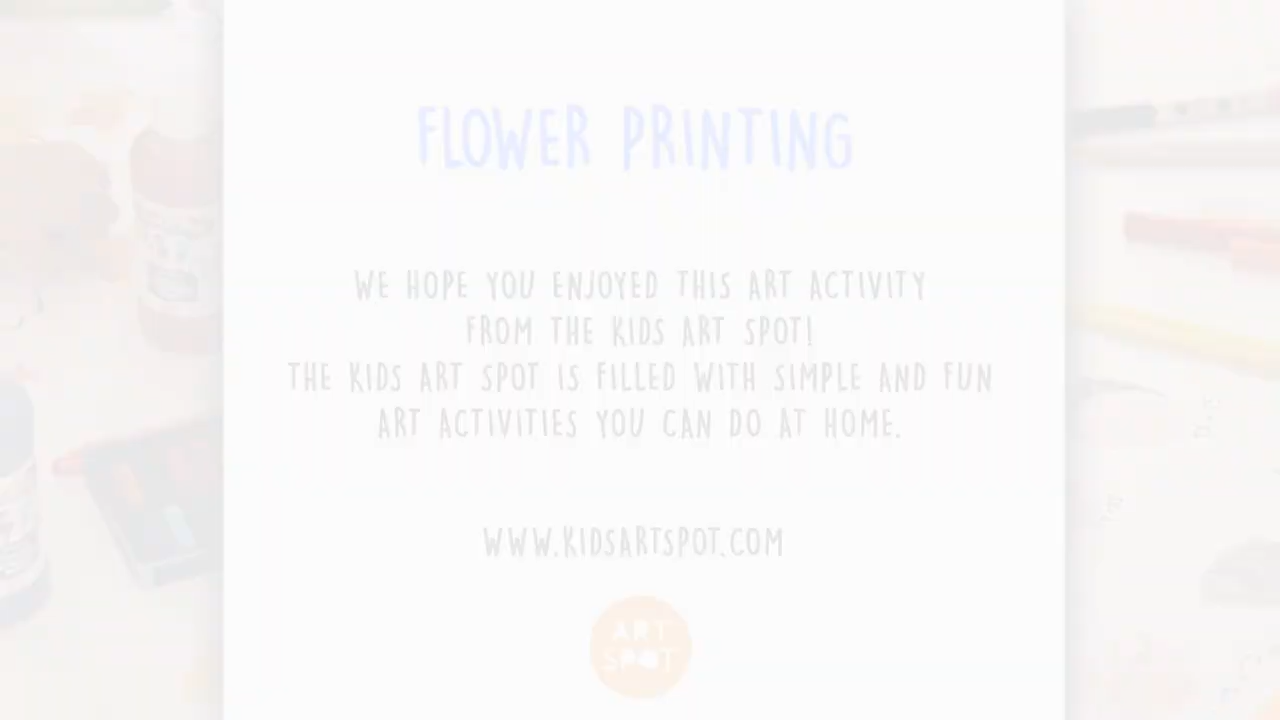 FLOWER PRINTING
WE HOPE YOU ENJOYED THIS ART ACTIVITY
FROM THE KIDS ART SPOT!
THE KIDS ART SPOT IS FILLED WITH SIMPLE AND FUN
ART ACTIVITIES YOU CAN DO AT HOME.
WWW.KIDSARTSPOT.COM
ART
SPOT